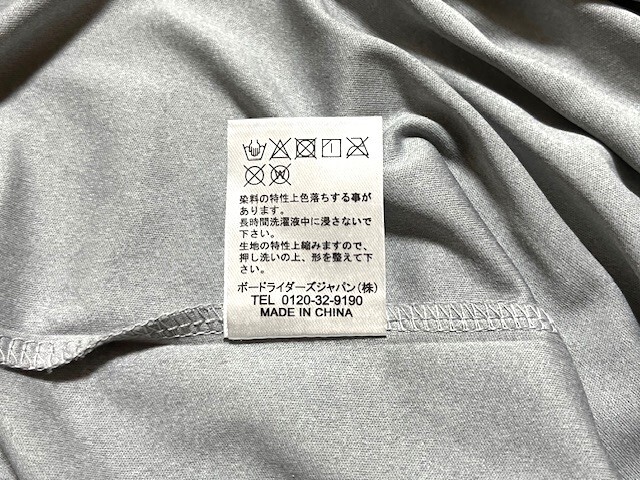 染料の特性上色落ちする事が
あります。
長時間洗濯液中に浸さないで
下さい。
生地の特性上縮みますので、
押し洗いの上、形を整えて下
さい。
ボードライダーズジャパン(株)
TEL 0120-32-9190
MADE IN CHINA